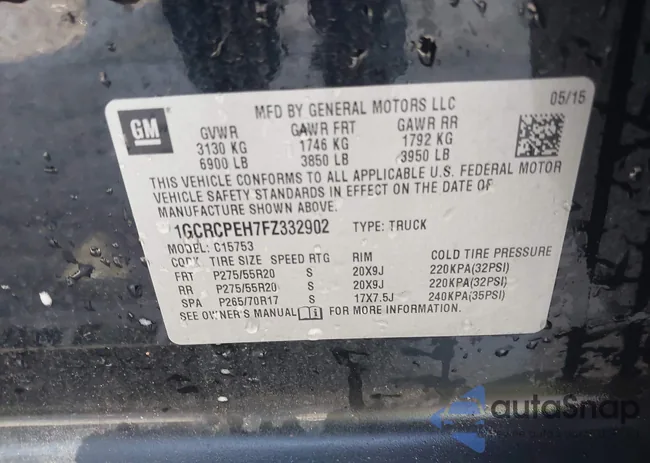 MFD BY GENERAL MOTORS LLC 05/15
GM
GVWR GAWR FRT GAWR RR
3130 KG 1746 KG 1792 KG
6900 LB 3850 LB 3950 LB
THIS VEHICLE CONFORMS TO ALL APPLICABLE U.S. FEDERAL MOTOR
VEHICLE SAFETY STANDARDS IN EFFECT ON THE DATE OF
MANUFACTURE SHOWN ABOVE.
1GCRCPEH7FZ332902 TYPE: TRUCK
MODEL: C15753
TIRE SIZE SPEED RTG RIM COLD TIRE PRESSURE
FRT P275/55R20 S 20X9J 220KPA(32PSI)
RR P275/55R20 S 20X9J 220KPA(32PSI)
SPA P265/70R17 S 17X7.5J 240KPA(35PSI)
SEE OWNER'S MANUAL i FOR MORE INFORMATION.
autoSnap